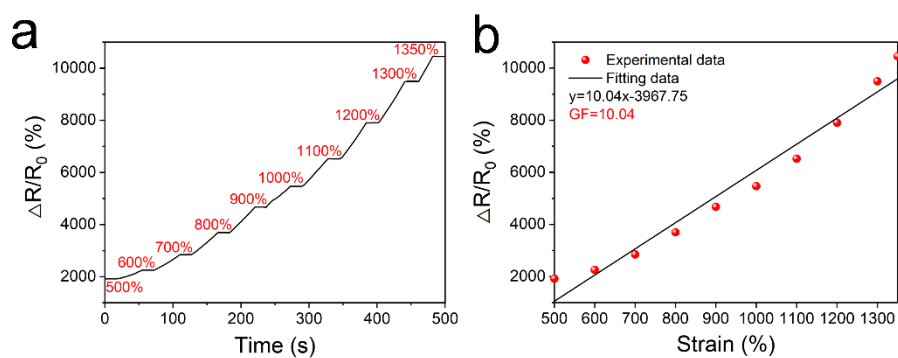 a
1350%
1300%
1200%
1100%
1000%
900%
800%
700%
600%
500%
10000
8000
6000
4000
2000
△R/R0 (%)
0 100 200 300 400 500
Time (s)
b
Experimental data
Fitting data
y=10.04x-3967.75
GF=10.04
10000
8000
6000
4000
2000
△R/R0 (%)
500 600 700 800 900 1000 1100 1200 1300
Strain (%)